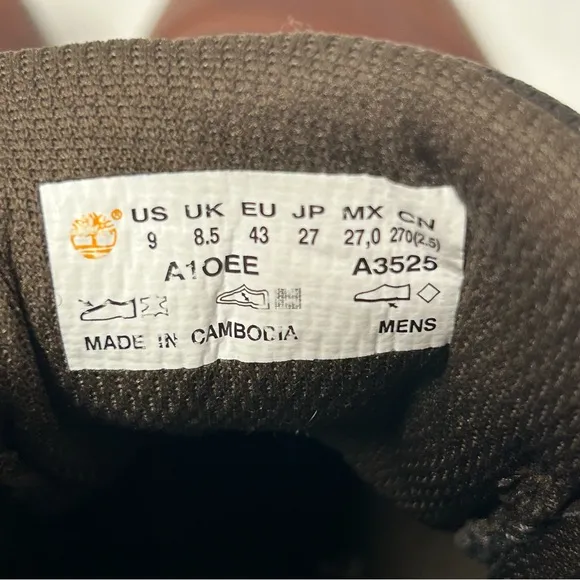 ® US UK EU JP MX CN
9 8.5 43 27 27,0 270(2.5)
A1OEE A3525
MADE IN CAMBODIA MENS